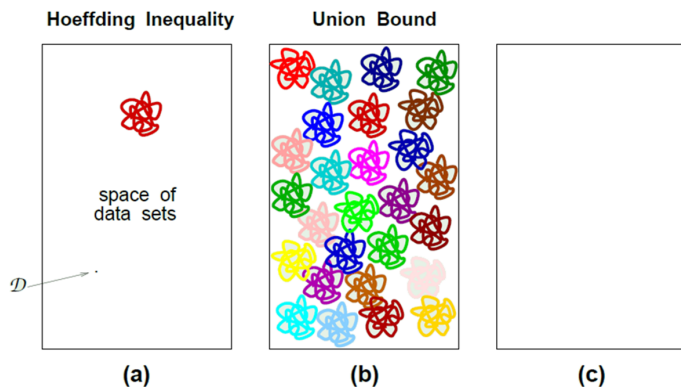 Hoeffding Inequality
Union Bound
space of
data sets
𝒟
(a)
(b)
(c)